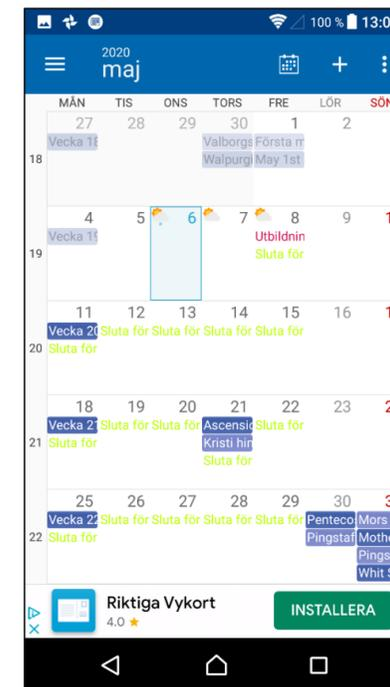 100 % 13:0
2020
maj
MÅN TIS ONS TORS FRE LÖR SÖN
27 28 29 30 1 2
Vecka 18 Valborgs Första m
18 Walpurgi May 1st
4 5 6 7 8 9 1
Vecka 19 Utbildnin
19 Sluta för
11 12 13 14 15 16 1
Vecka 20 Sluta för Sluta för Sluta för Sluta för
20 Sluta för
18 19 20 21 22 23 2
Vecka 21 Sluta för Sluta för Ascensio Sluta för
21 Sluta för Kristi hin
Sluta för
25 26 27 28 29 30 3
Vecka 22 Sluta för Sluta för Sluta för Sluta för Penteco Mors
22 Sluta för Pingstaf Mothe
Pings
Whit S
Riktiga Vykort
4.0
INSTALLERA